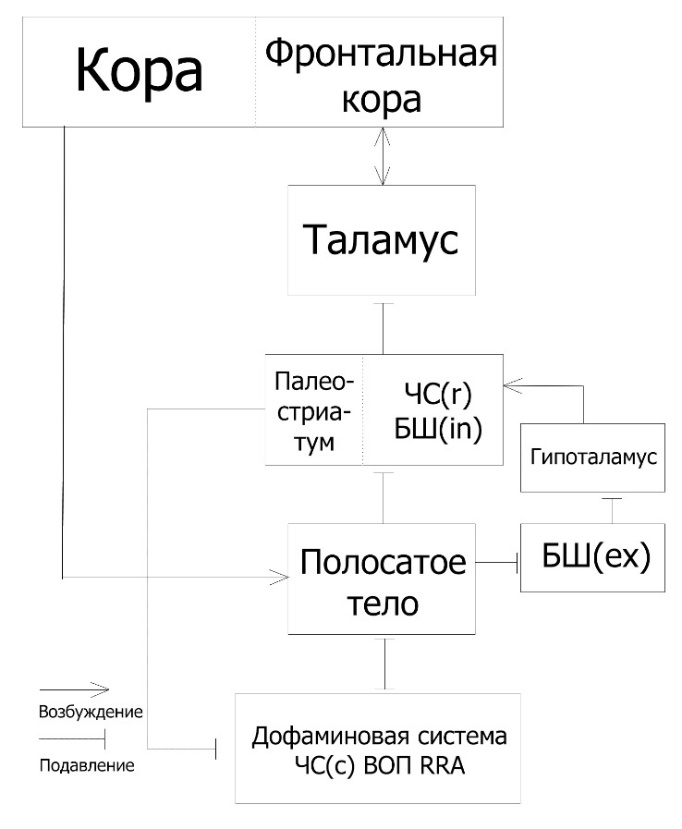 Кора
Фронтальная
кора
Таламус
Палео-
стриа-
тум
ЧС(r)
БШ(in)
Гипоталамус
Полосатое
тело
БШ(ex)
Возбуждение
Подавление
Дофаминовая система
ЧС(c) ВОП RRA